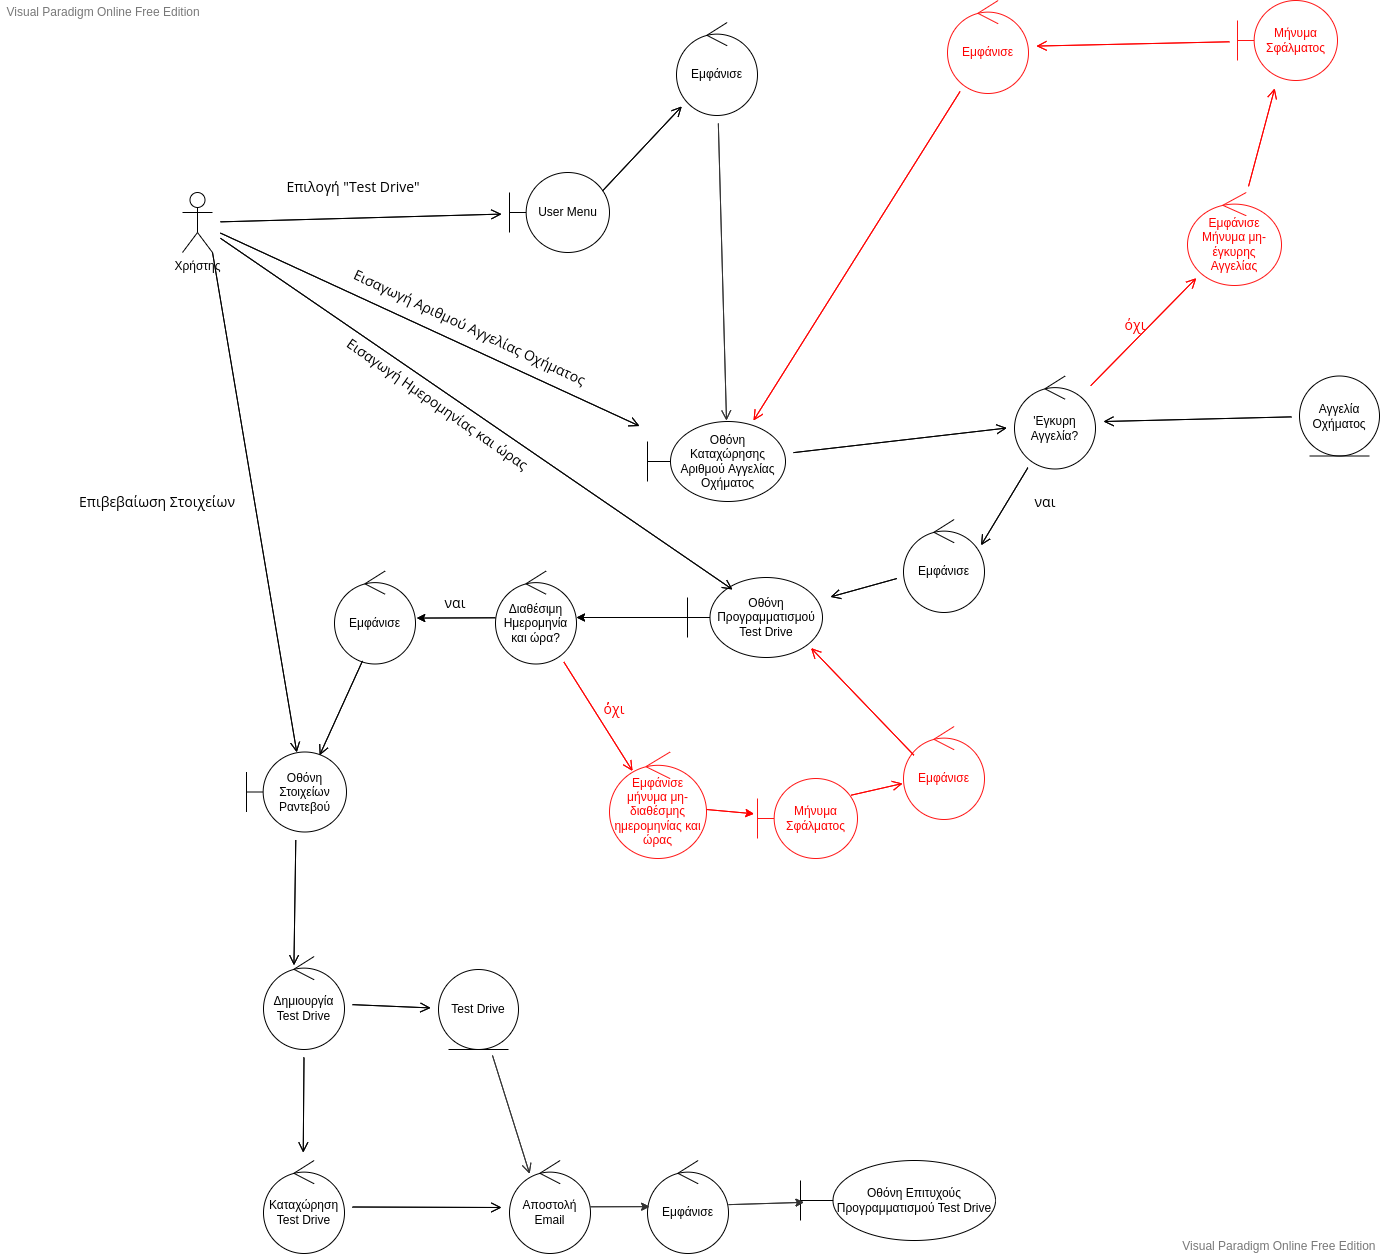 Visual Paradigm Online Free Edition
Εμφάνισε
Εμφάνισε
Μήνυμα
Σφάλματος
Επιλογή "Test Drive"
User Menu
Χρήστης
Εμφάνισε
Μήνυμα μη-
έγκυρης
Αγγελίας
Εισαγωγή Αριθμού Αγγελίας Οχήματος
Εισαγωγή Ημερομηνίας και ώρας
όχι
Οθόνη
Καταχώρησης
Αριθμού Αγγελίας
Οχήματος
'Εγκυρη
Αγγελία?
Αγγελία
Οχήματος
Επιβεβαίωση Στοιχείων
ναι
Εμφάνισε
Εμφάνισε
ναι
Διαθέσιμη
Ημερομηνία
και ώρα?
Οθόνη
Προγραμματισμού
Test Drive
όχι
Οθόνη
Στοιχείων
Ραντεβού
Εμφάνισε
μήνυμα μη-
διαθέσμης
ημερομηνίας και
ώρας
Μήνυμα
Σφάλματος
Εμφάνισε
Δημιουργία
Test Drive
Test Drive
Καταχώρηση
Test Drive
Αποστολή
Email
Εμφάνισε
Οθόνη Επιτυχούς
Προγραμματισμού Test Drive
Visual Paradigm Online Free Edition